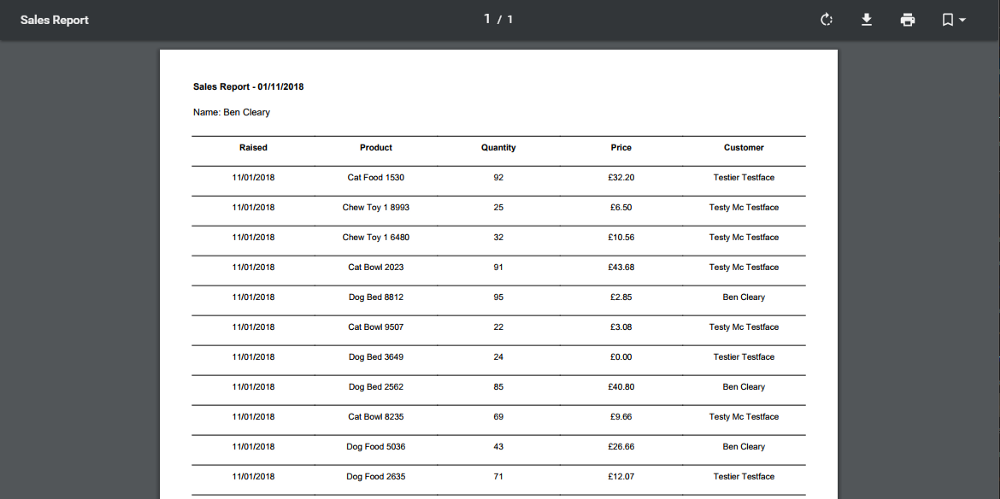 Sales Report
1 / 1
Sales Report - 01/11/2018
Name: Ben Cleary
Raised Product Quantity Price Customer
11/01/2018 Cat Food 1530 92 £32.20 Testier Testface
11/01/2018 Chew Toy 1 8993 25 £6.50 Testy Mc Testface
11/01/2018 Chew Toy 1 6480 32 £10.56 Testy Mc Testface
11/01/2018 Cat Bowl 2023 91 £43.68 Testy Mc Testface
11/01/2018 Dog Bed 8812 95 £2.85 Ben Cleary
11/01/2018 Cat Bowl 9507 22 £3.08 Testy Mc Testface
11/01/2018 Dog Bed 3649 24 £0.00 Testier Testface
11/01/2018 Dog Bed 2562 85 £40.80 Ben Cleary
11/01/2018 Cat Bowl 8235 69 £9.66 Testy Mc Testface
11/01/2018 Dog Food 5036 43 £26.66 Ben Cleary
11/01/2018 Dog Food 2635 71 £12.07 Testier Testface